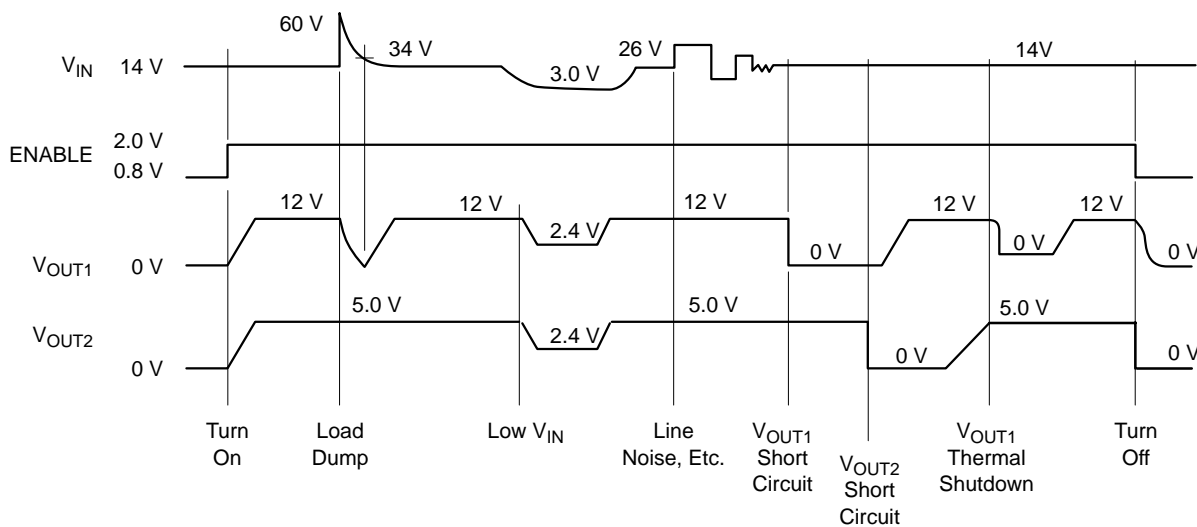 60 V
34 V
26 V
14V
V_IN 14 V
3.0 V
2.0 V
ENABLE
0.8 V
12 V 12 V 12 V 12 V 12 V
2.4 V
V_OUT1 0 V 0 V 0 V 0 V
5.0 V 5.0 V 5.0 V
V_OUT2 2.4 V
0 V 0 V 0 V
Turn On
Load Dump
Low V_IN
Line Noise, Etc.
V_OUT1 Short Circuit
V_OUT2 Short Circuit
V_OUT1 Thermal Shutdown
Turn Off